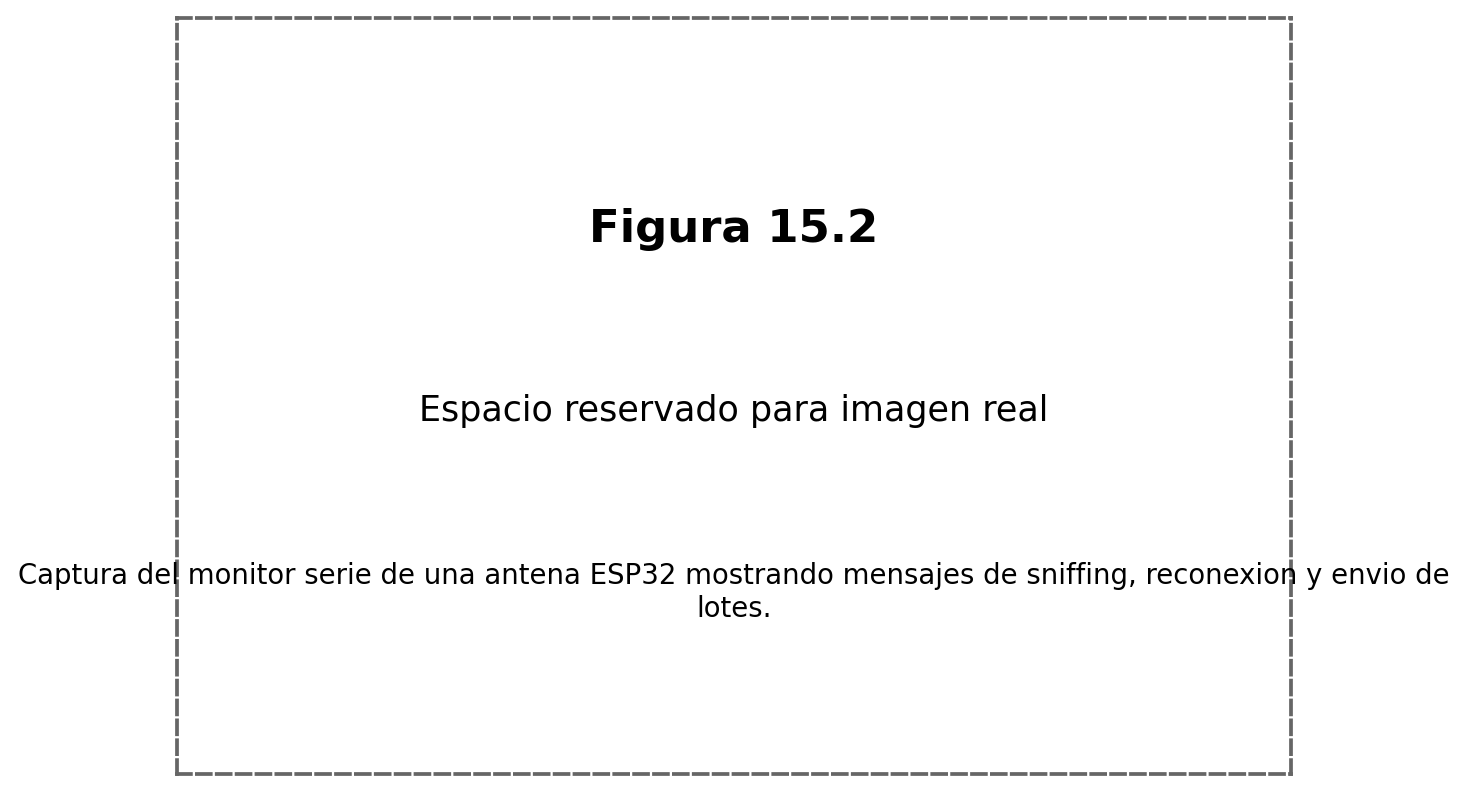 Figura 15.2
Espacio reservado para imagen real
Captura del monitor serie de una antena ESP32 mostrando mensajes de sniffing, reconexion y envio de
lotes.